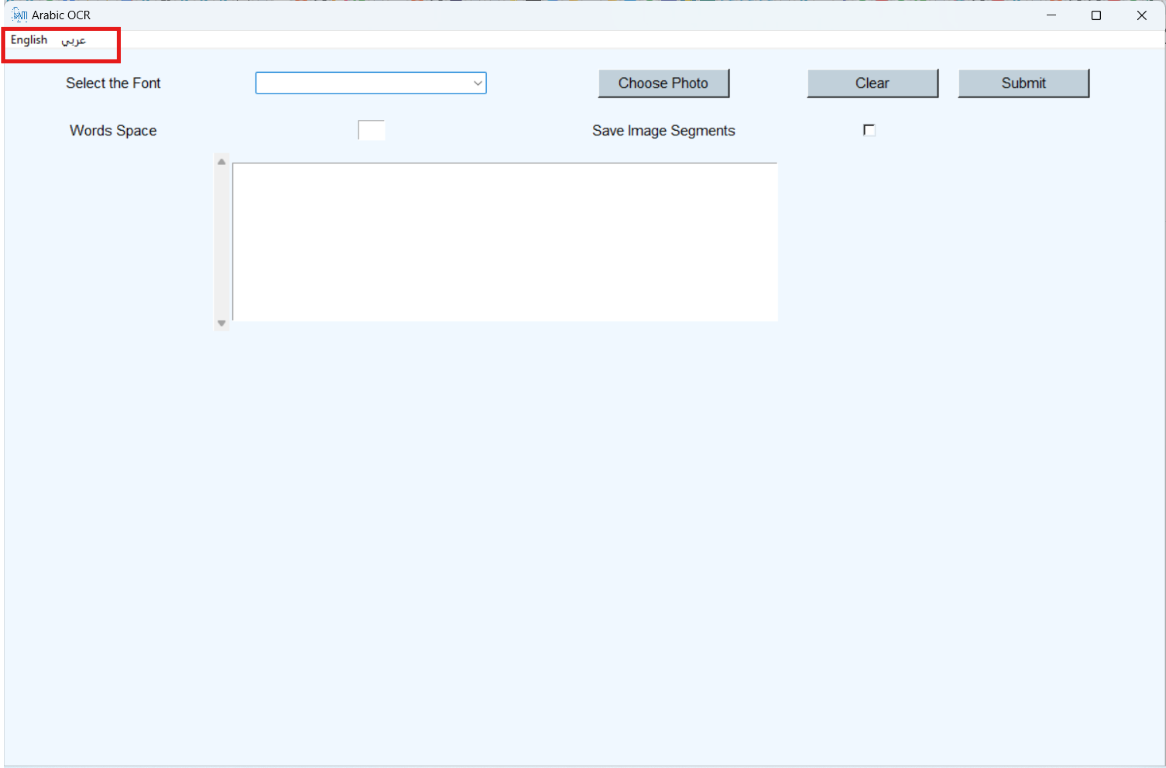 Arabic OCR
English عربي
Select the Font Choose Photo Clear Submit
Words Space Save Image Segments